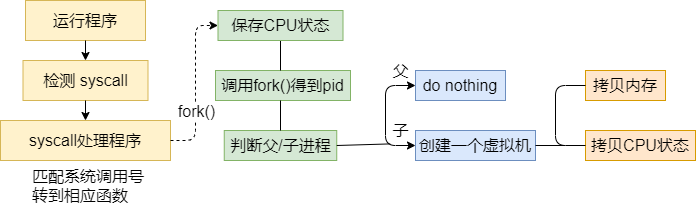 运行程序
检测 syscall
syscall处理程序
匹配系统调用号
转到相应函数
fork()
保存CPU状态
调用fork()得到pid
判断父/子进程
父
do nothing
子
创建一个虚拟机
拷贝内存
拷贝CPU状态